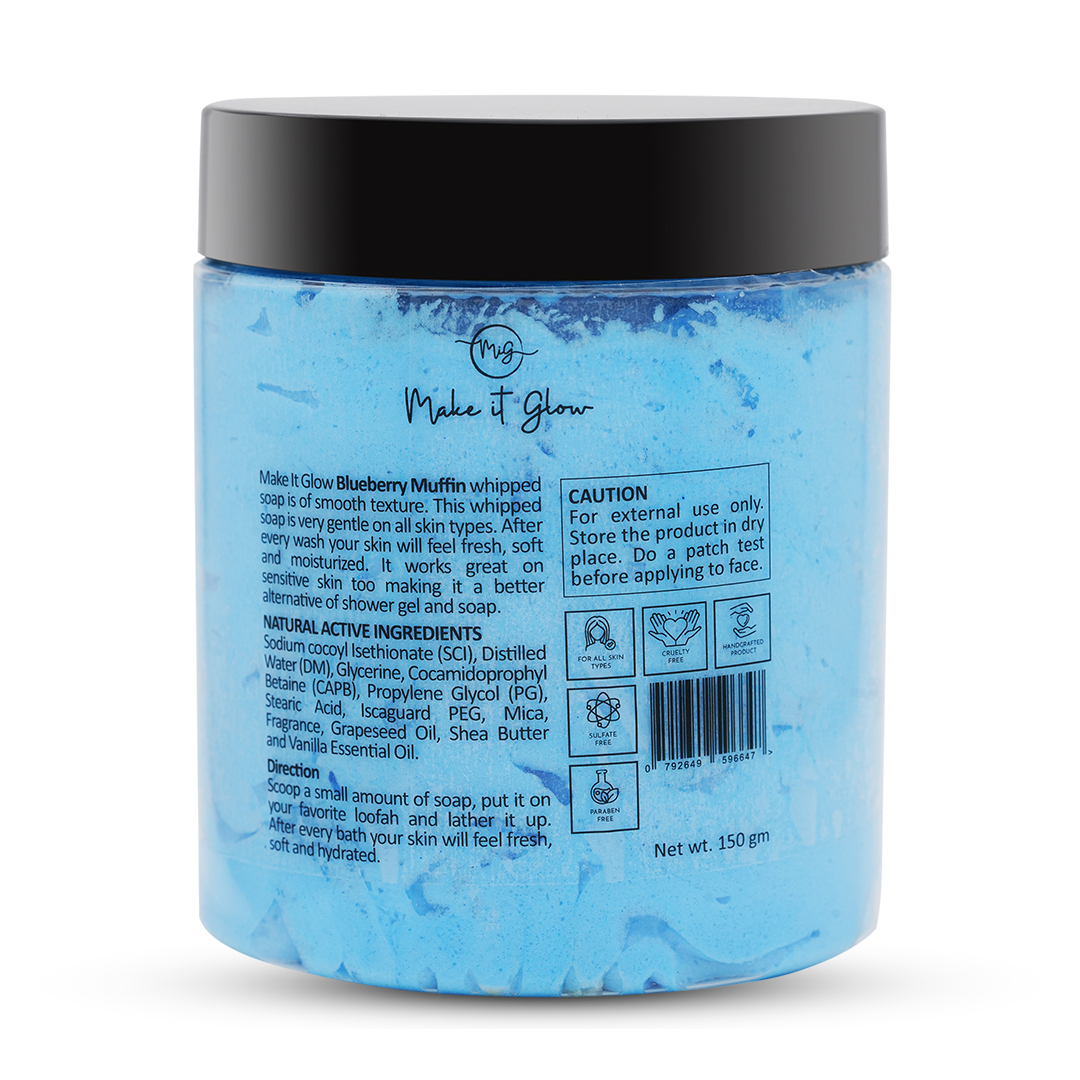 MiG
Make it Glow
Make It Glow Blueberry Muffin whipped
soap is of smooth texture. This whipped
soap is very gentle on all skin types. After
every wash your skin will feel fresh, soft
and moisturized. It works great on
sensitive skin too making it a better
alternative of shower gel and soap.
NATURAL ACTIVE INGREDIENTS
Sodium cocoyl Isethionate (SCI), Distilled
Water (DM), Glycerine, Cocamidoprophyl
Betaine (CAPB), Propylene Glycol (PG),
Stearic Acid, Iscaguard PEG, Mica,
Fragrance, Grapeseed Oil, Shea Butter
and Vanilla Essential Oil.
Direction
Scoop a small amount of soap, put it on
your favorite loofah and lather it up.
After every bath your skin will feel fresh,
soft and hydrated.
CAUTION
For external use only.
Store the product in dry
place. Do a patch test
before applying to face.
FOR ALL SKIN
TYPES
CRUELTY
FREE
HANDCRAFTED
PRODUCT
SULFATE
FREE
PARABEN
FREE
0 792649 596647 >
Net wt. 150 gm